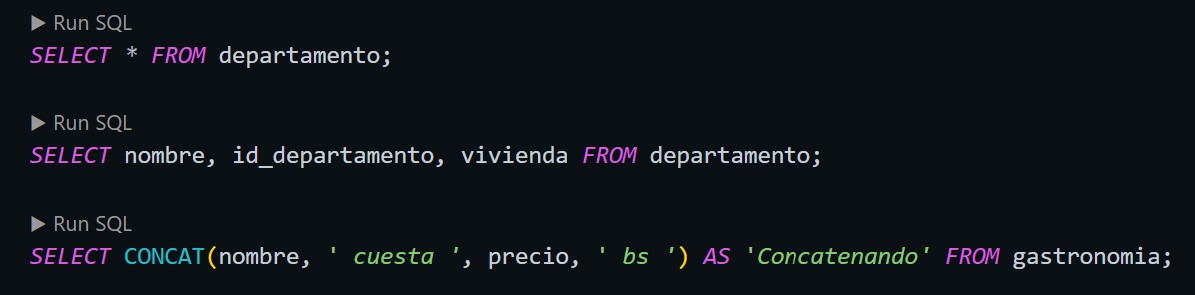 ▶ Run SQL
SELECT * FROM departamento;
▶ Run SQL
SELECT nombre, id_departamento, vivienda FROM departamento;
▶ Run SQL
SELECT CONCAT(nombre, ' cuesta ', precio, ' bs ') AS 'Concatenando' FROM gastronomia;